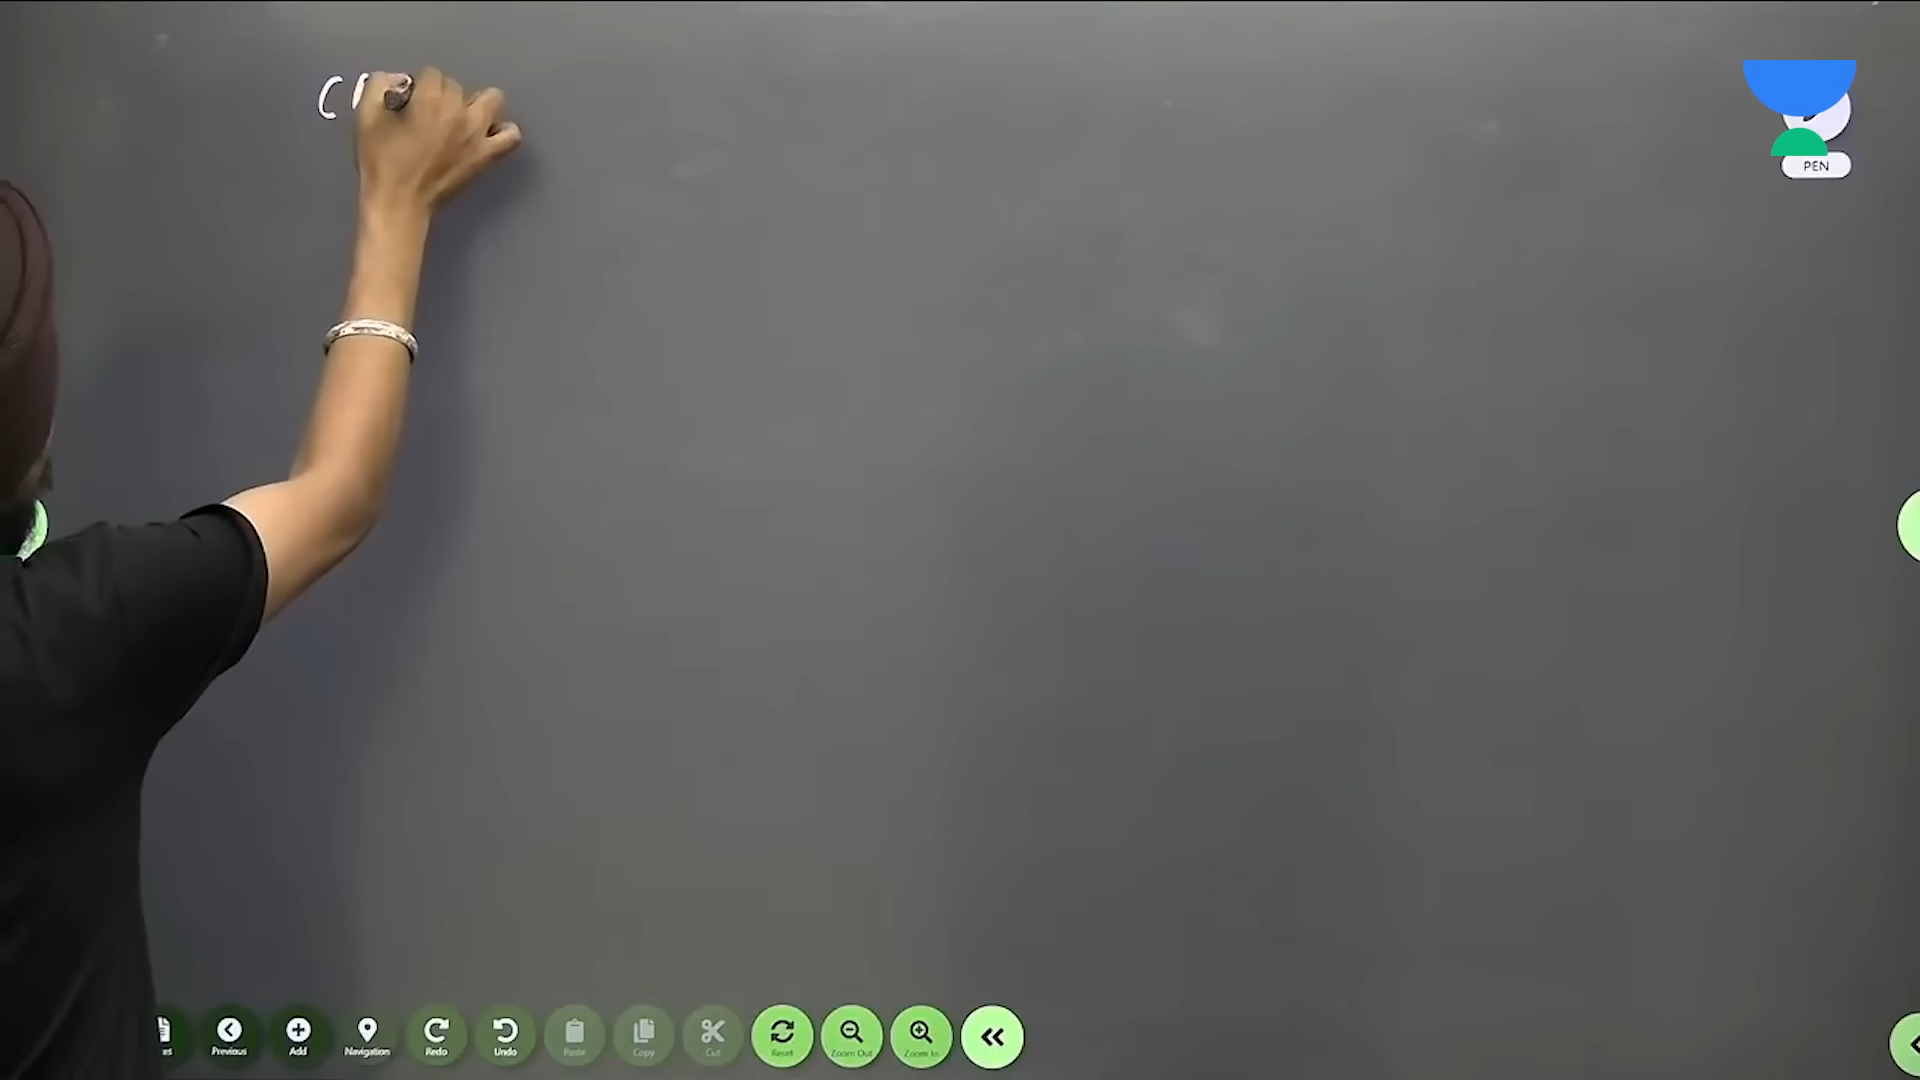 C
PEN
Previous
Add
Navigation
Redo
Undo
Paste
Copy
Cut
Reset
Zoom Out
Zoom In